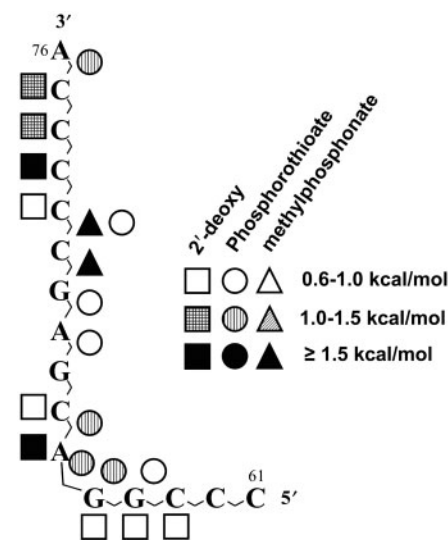 3′
76 A
C
C
C
C
C
G
A
G
C
A
G G C C C 5′
61
2′-deoxy
Phosphorothioate
methylphosphonate
0.6-1.0 kcal/mol
1.0-1.5 kcal/mol
≥ 1.5 kcal/mol